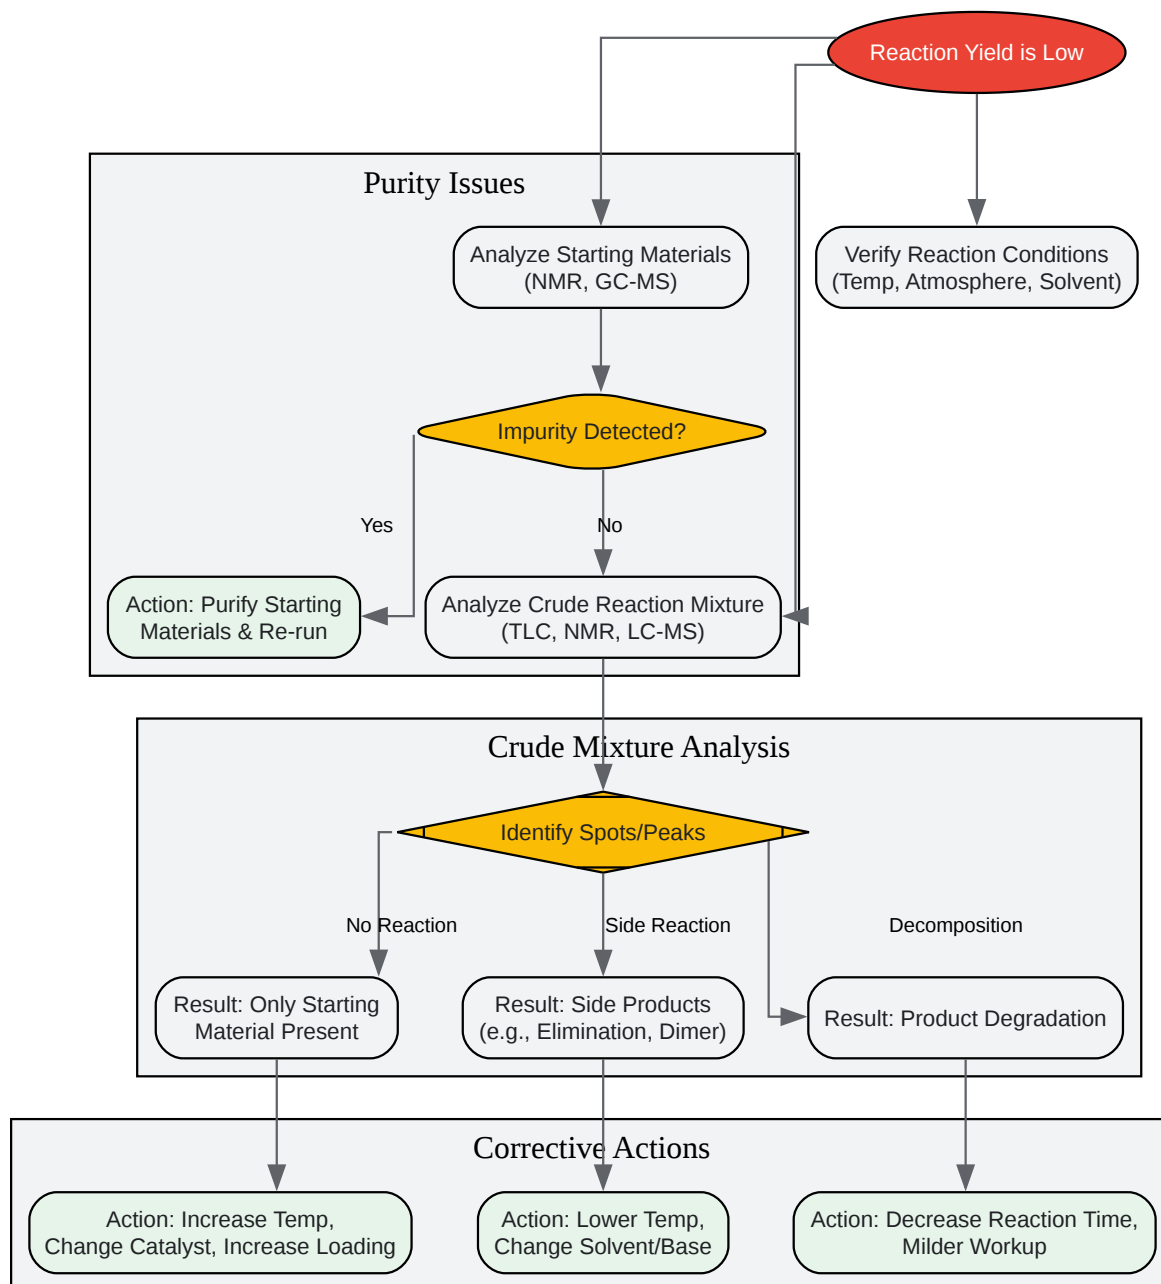 Reaction Yield is Low
Purity Issues
Analyze Starting Materials
(NMR, GC-MS)
Verify Reaction Conditions
(Temp, Atmosphere, Solvent)
Impurity Detected?
Yes
No
Action: Purify Starting
Materials & Re-run
Analyze Crude Reaction Mixture
(TLC, NMR, LC-MS)
Crude Mixture Analysis
Identify Spots/Peaks
No Reaction
Side Reaction
Decomposition
Result: Only Starting
Material Present
Result: Side Products
(e.g., Elimination, Dimer)
Result: Product Degradation
Corrective Actions
Action: Increase Temp,
Change Catalyst, Increase Loading
Action: Lower Temp,
Change Solvent/Base
Action: Decrease Reaction Time,
Milder Workup